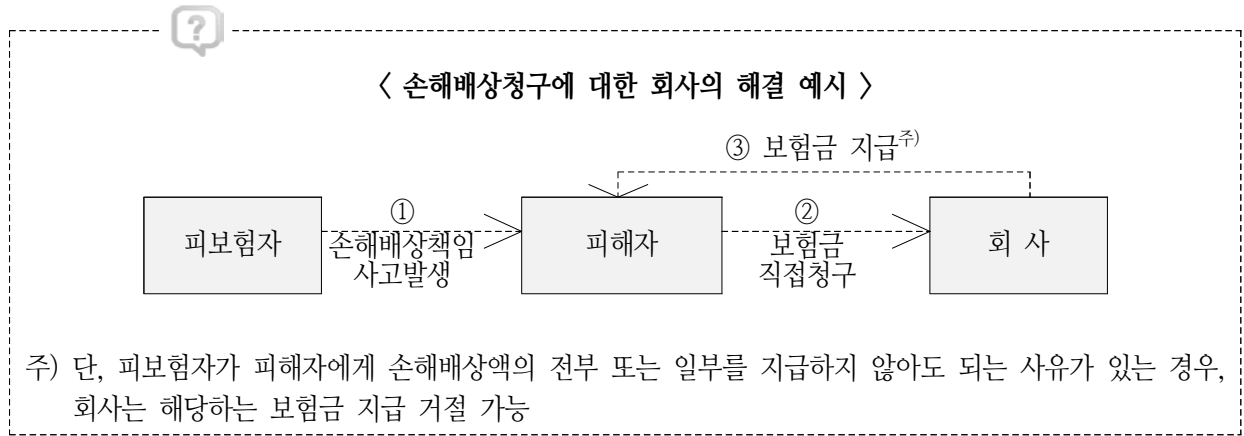 ?
〈 손해배상청구에 대한 회사의 해결 예시 〉
③ 보험금 지급주)
피보험자
①
손해배상책임
사고발생
피해자
②
보험금
직접청구
회 사
주) 단, 피보험자가 피해자에게 손해배상액의 전부 또는 일부를 지급하지 않아도 되는 사유가 있는 경우,
회사는 해당하는 보험금 지급 거절 가능